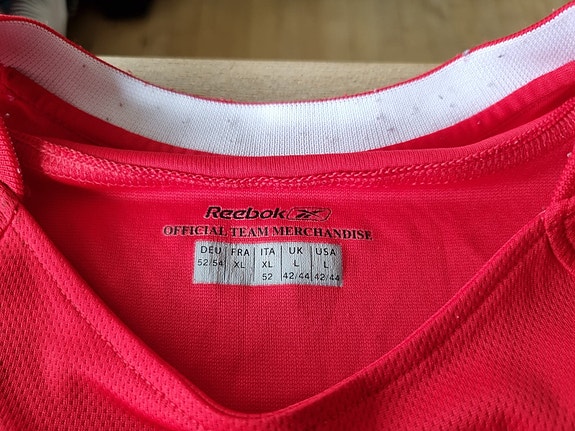 Reebok
OFFICIAL TEAM MERCHANDISE
DEU FRA ITA UK USA
52/54 XL XL L L
52 42/44 42/44